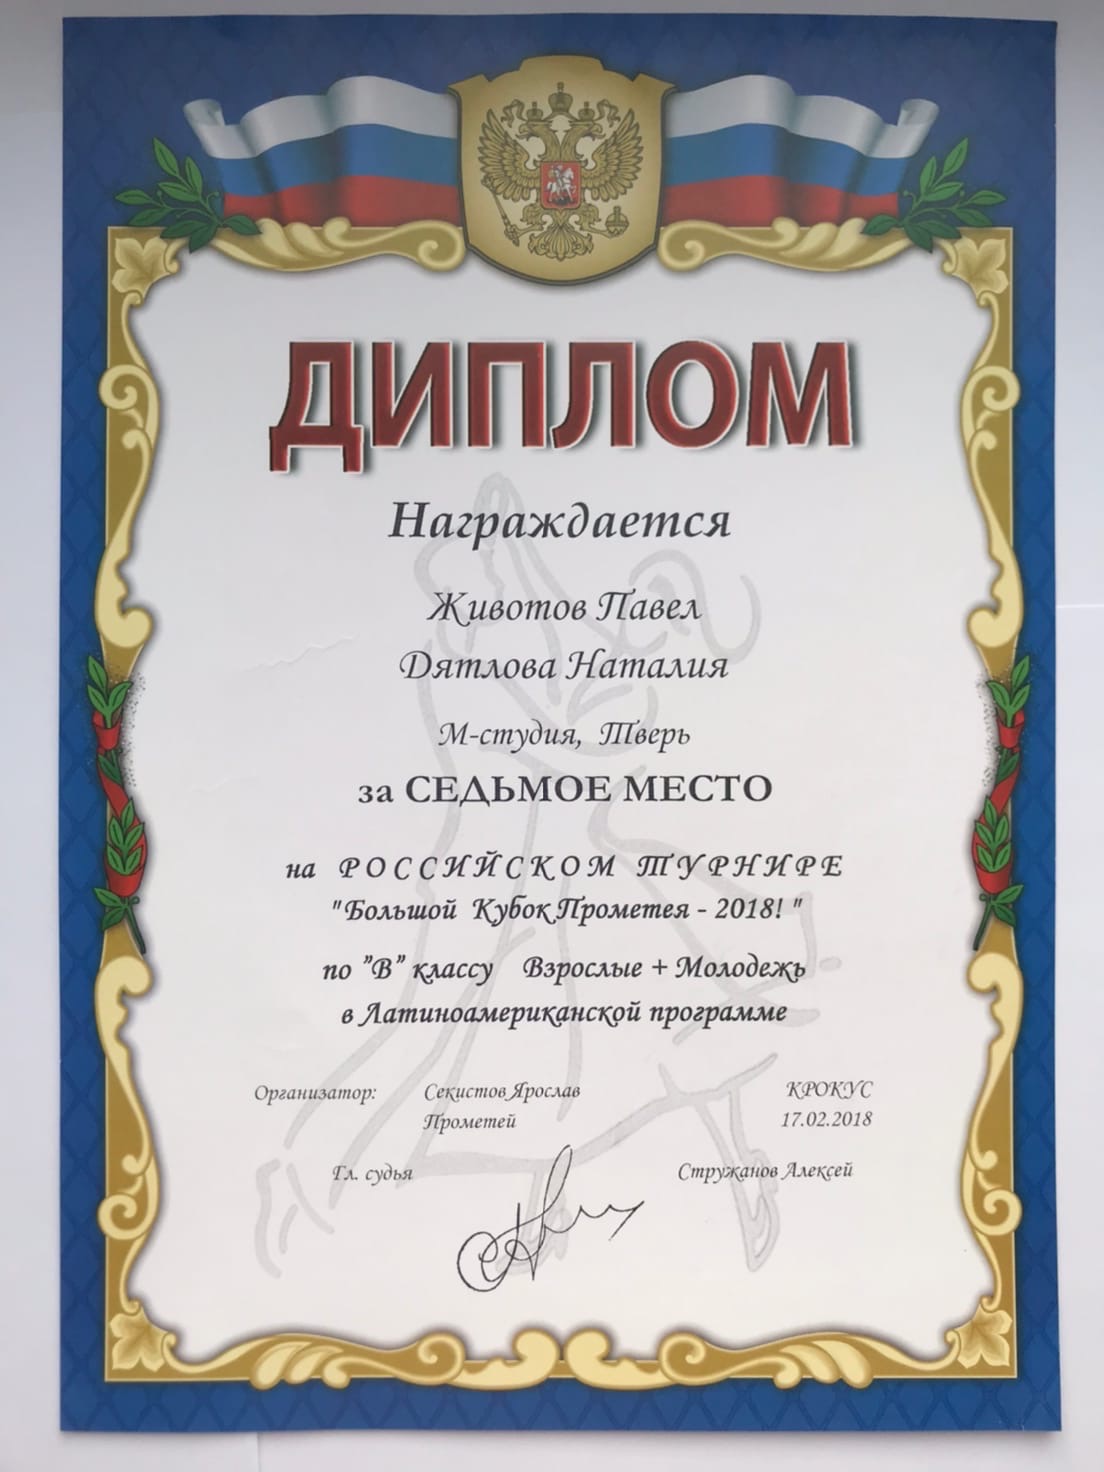 ДИПЛОМ
Награждается
Животов Павел
Дятлова Наталия
М-студия, Тверь
за СЕДЬМОЕ МЕСТО
на РОССИЙСКОМ ТУРНИРЕ
"Большой Кубок Прометея - 2018! "
по "В" классу Взрослые + Молодежь
в Латиноамериканской программе
Организатор: Секистов Ярослав КРОКУС
Прометей 17.02.2018
Гл. судья Стружанов Алексей